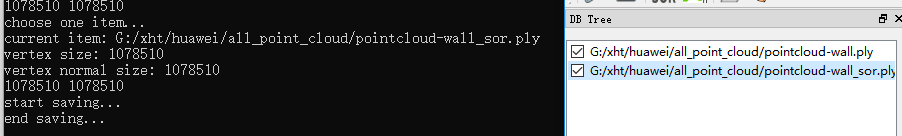 1078510 1078510
choose one item...
current item: G:/xht/huawei/all_point_cloud/pointcloud-wall_sor.ply
vertex size: 1078510
vertex normal size: 1078510
1078510 1078510
start saving...
end saving...
DB Tree
G:/xht/huawei/all_point_cloud/pointcloud-wall.ply
G:/xht/huawei/all_point_cloud/pointcloud-wall_sor.ply